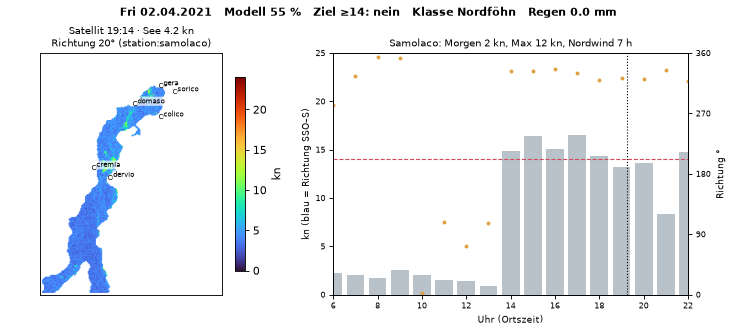 Fri 02.04.2021   Modell 55 %   Ziel ≥14: nein   Klasse Nordföhn   Regen 0.0 mm
Satellit 19:14 · See 4.2 kn
Richtung 20° (station:samolaco)
gera
sorico
domaso
colico
cremia
dervio
20
15
10
5
0
kn
Samolaco: Morgen 2 kn, Max 12 kn, Nordwind 7 h
25
20
15
10
5
0
kn (blau = Richtung SSO-S)
360
270
180
90
0
Richtung °
6 8 10 12 14 16 18 20 22
Uhr (Ortszeit)